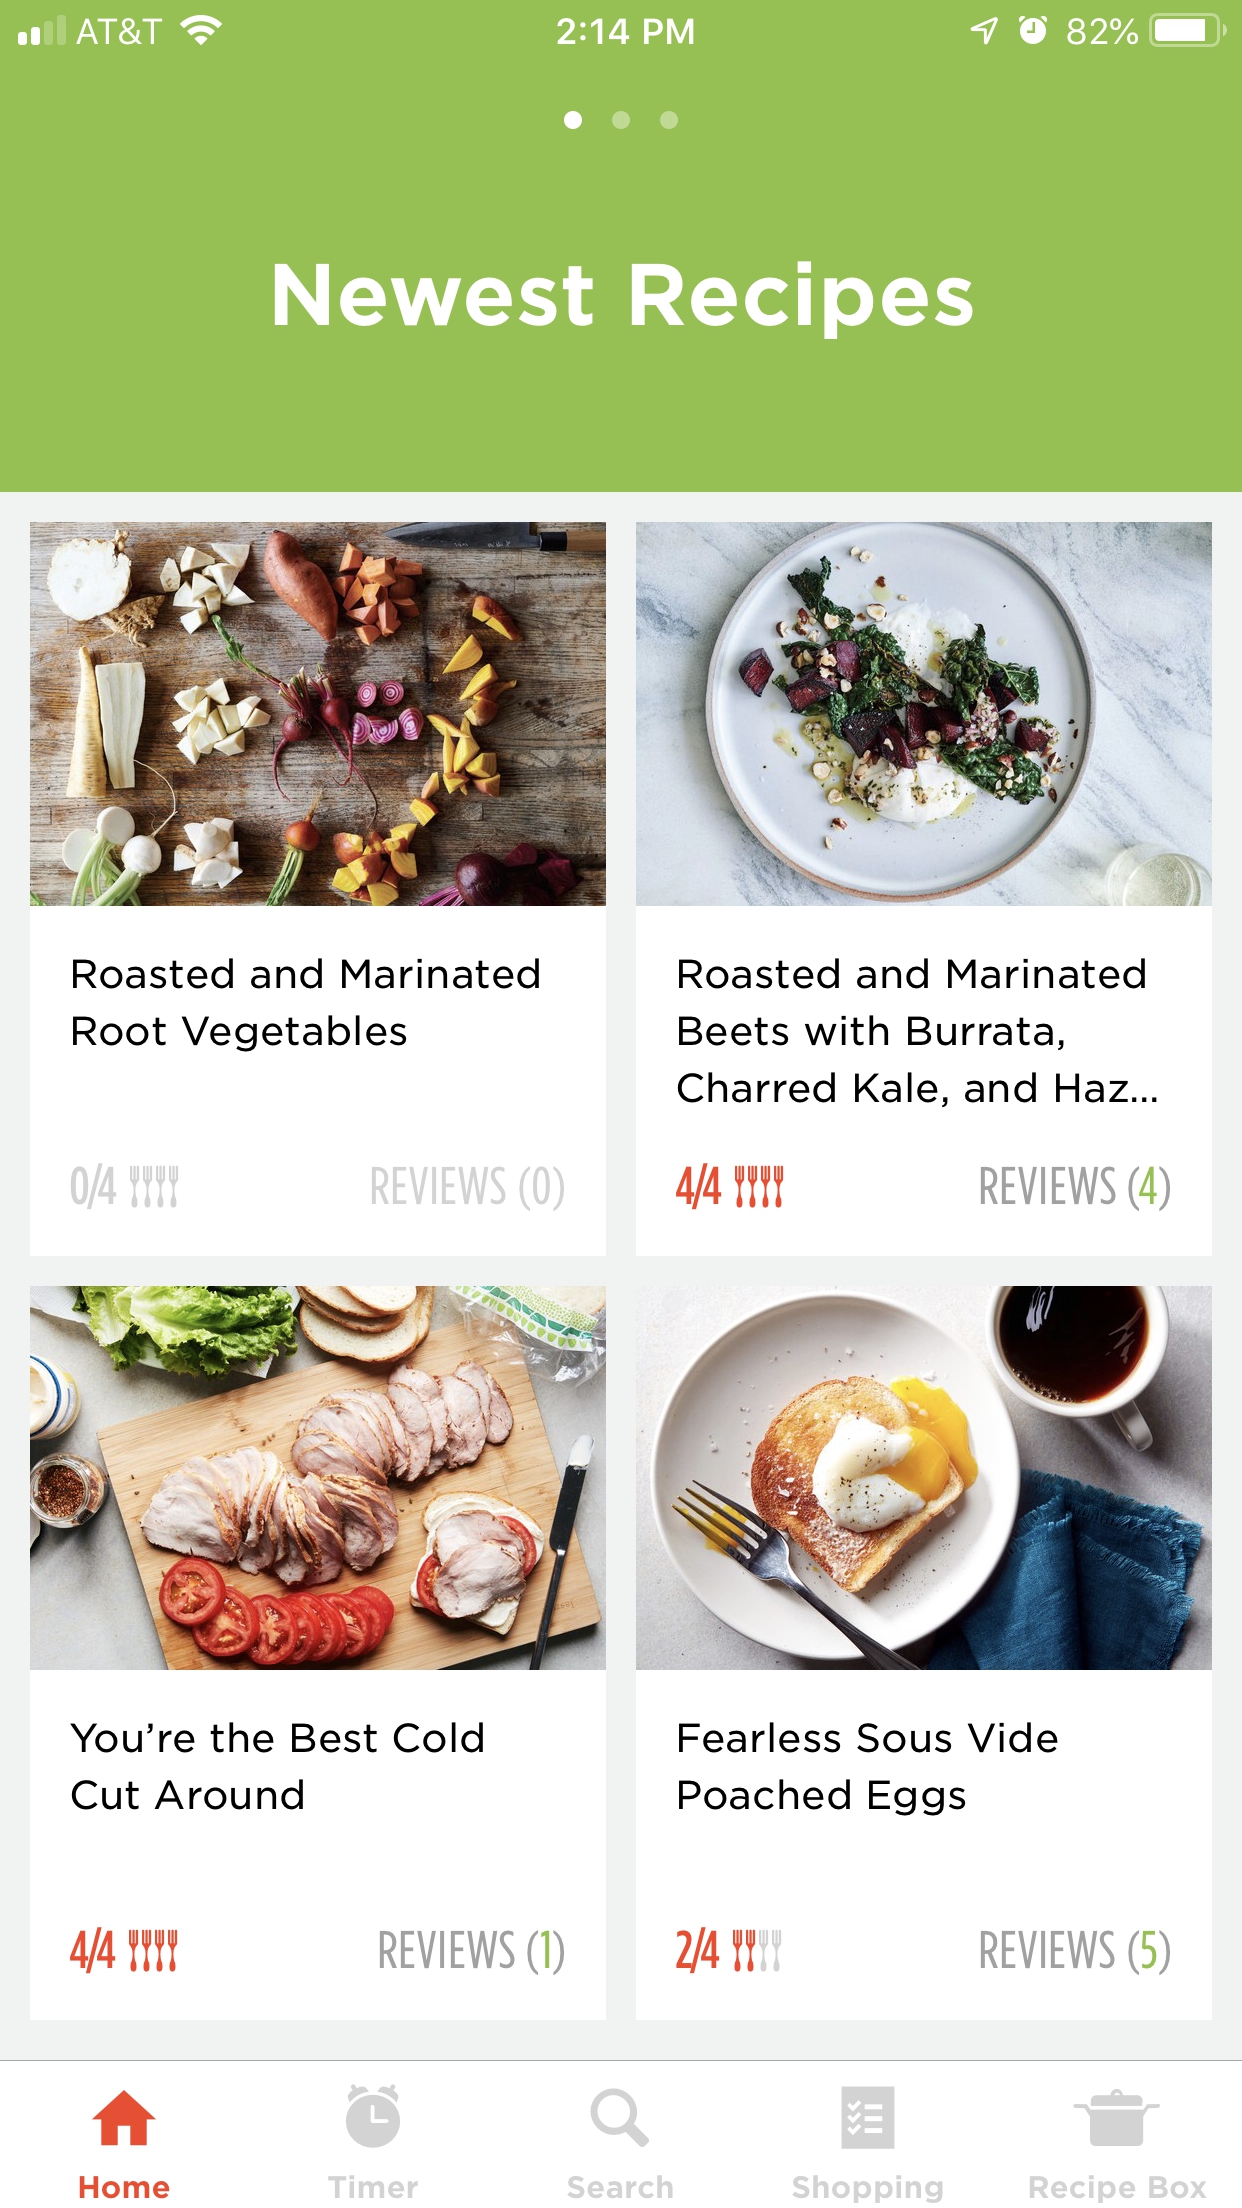 AT&T 2:14 PM 82%
Newest Recipes
Roasted and Marinated
Root Vegetables
0/4 REVIEWS (0)
Roasted and Marinated
Beets with Burrata,
Charred Kale, and Haz...
4/4 REVIEWS (4)
You’re the Best Cold
Cut Around
4/4 REVIEWS (1)
Fearless Sous Vide
Poached Eggs
2/4 REVIEWS (5)
Home Timer Search Shopping Recipe Box